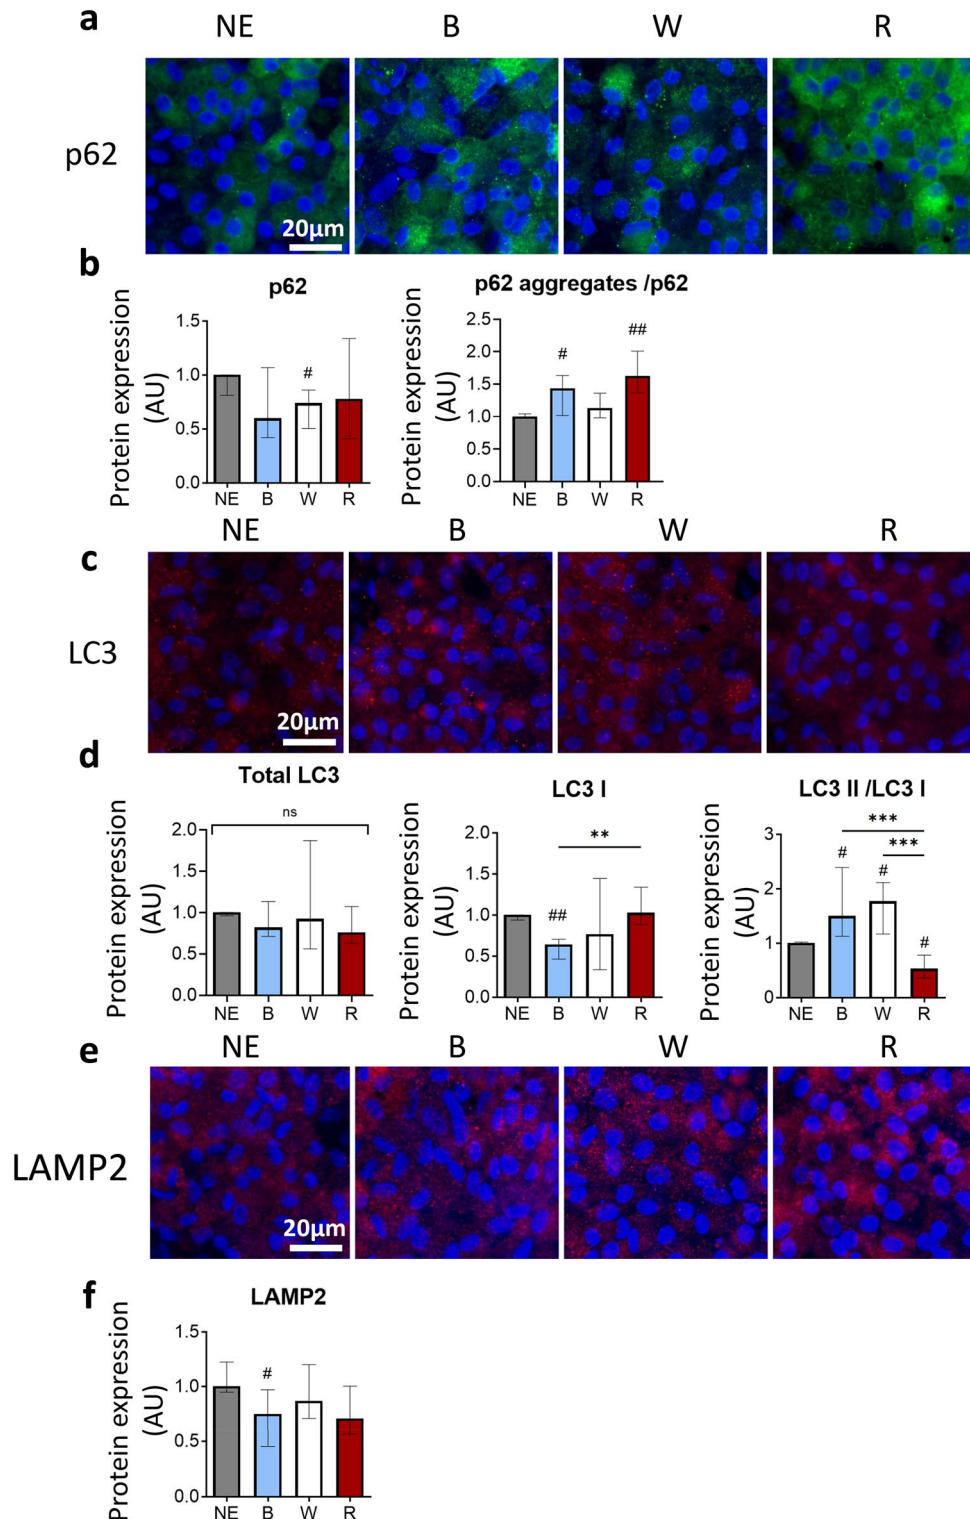 a
NE B W R
p62
20µm
b
p62
p62 aggregates /p62
Protein expression
(AU)
1.5
1.0
0.5
0.0
#
NE B W R
Protein expression
(AU)
2.5
2.0
1.5
1.0
0.5
0.0
# ##
NE B W R
c
NE B W R
LC3
20µm
d
Total LC3
LC3 I
LC3 II /LC3 I
Protein expression
(AU)
2.0
1.5
1.0
0.5
0.0
ns
NE B W R
Protein expression
(AU)
2.0
1.5
1.0
0.5
0.0
**
##
NE B W R
Protein expression
(AU)
3
2
1
0
***
***
# # #
NE B W R
e
NE B W R
LAMP2
20µm
f
LAMP2
Protein expression
(AU)
1.5
1.0
0.5
0.0
#
NE B W R